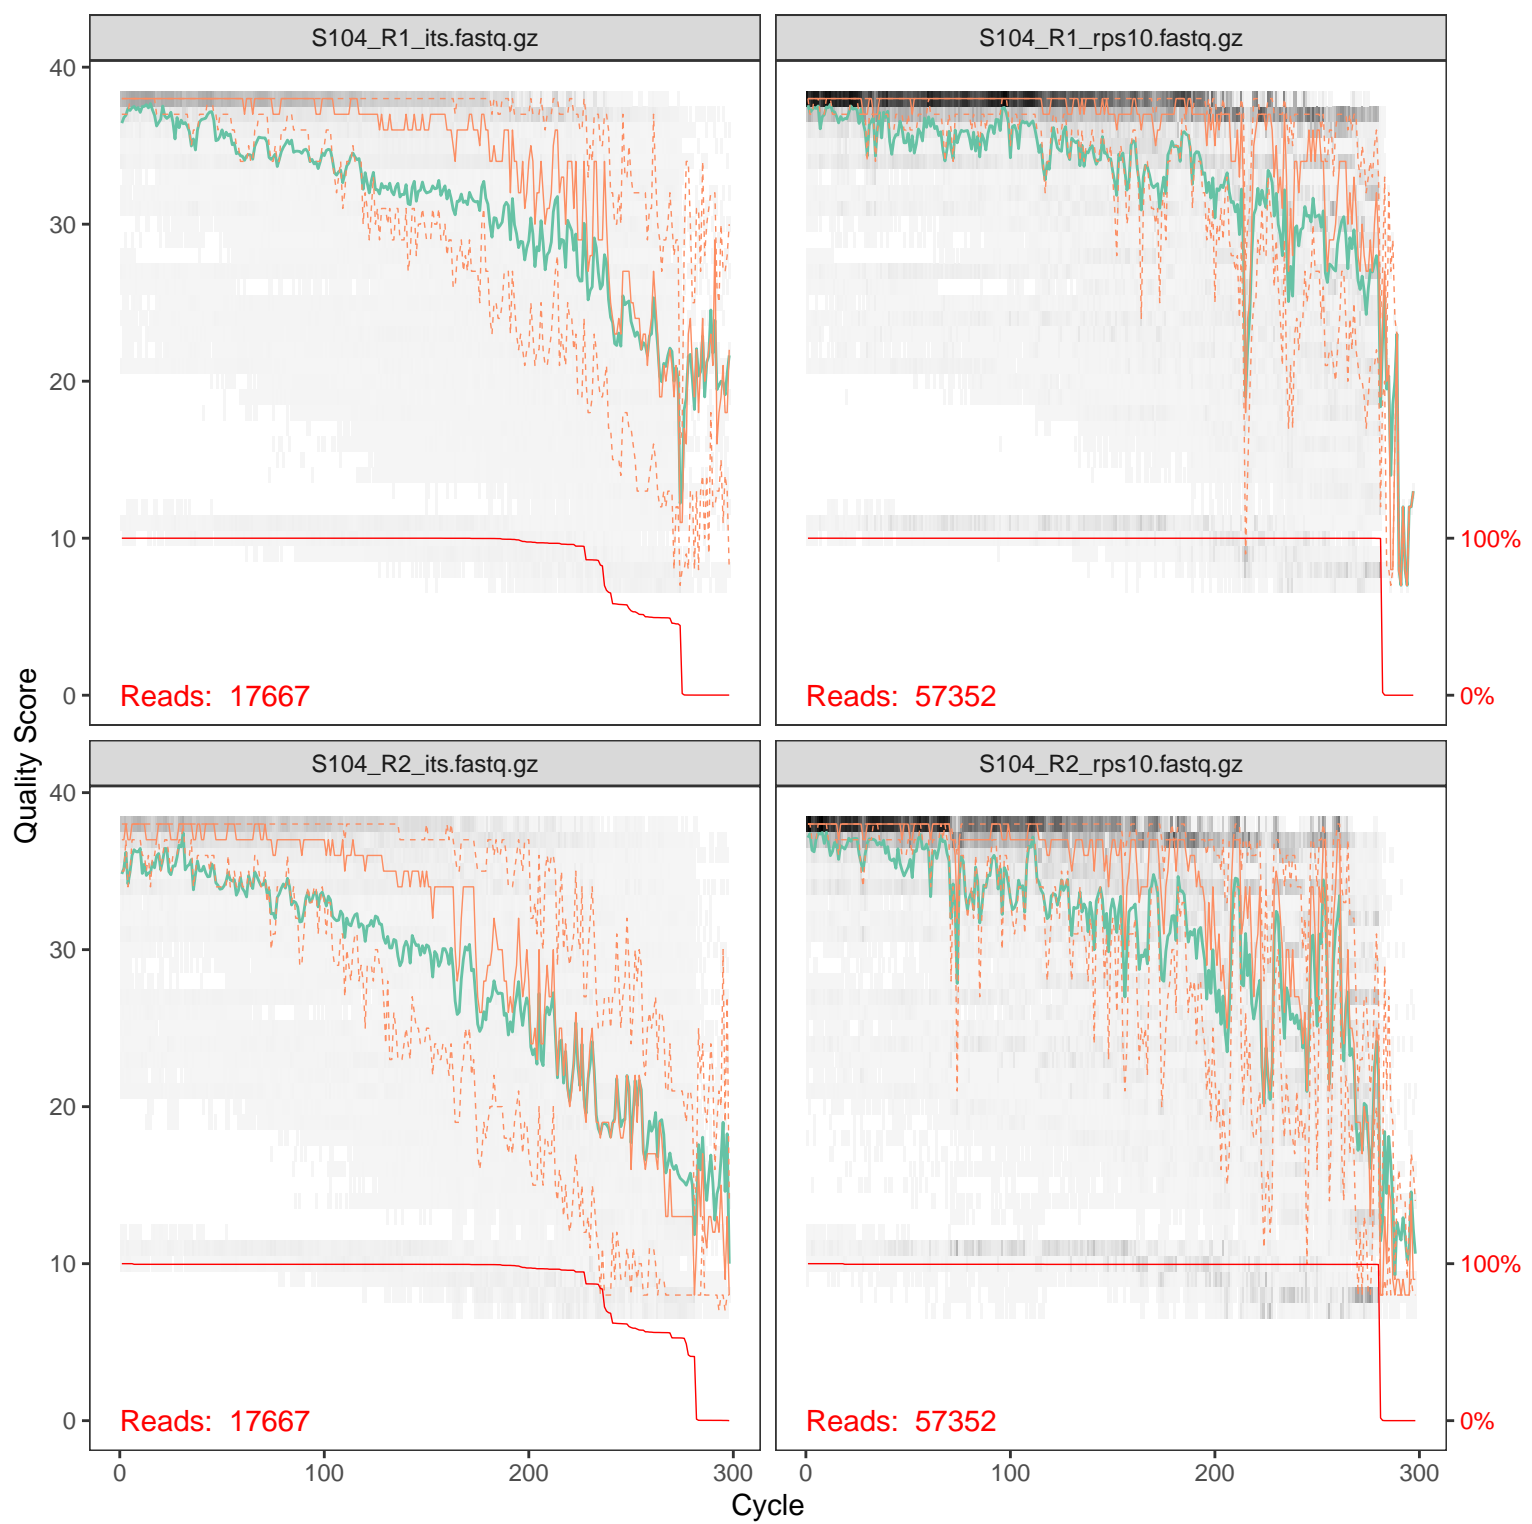 S104_R1_its.fastq.gz
S104_R1_rps10.fastq.gz
40
30
20
10
0
100%
0%
Reads: 17667
Reads: 57352
Quality Score
S104_R2_its.fastq.gz
S104_R2_rps10.fastq.gz
40
30
20
10
0
100%
0%
Reads: 17667
Reads: 57352
0 100 200 300
0 100 200 300
Cycle